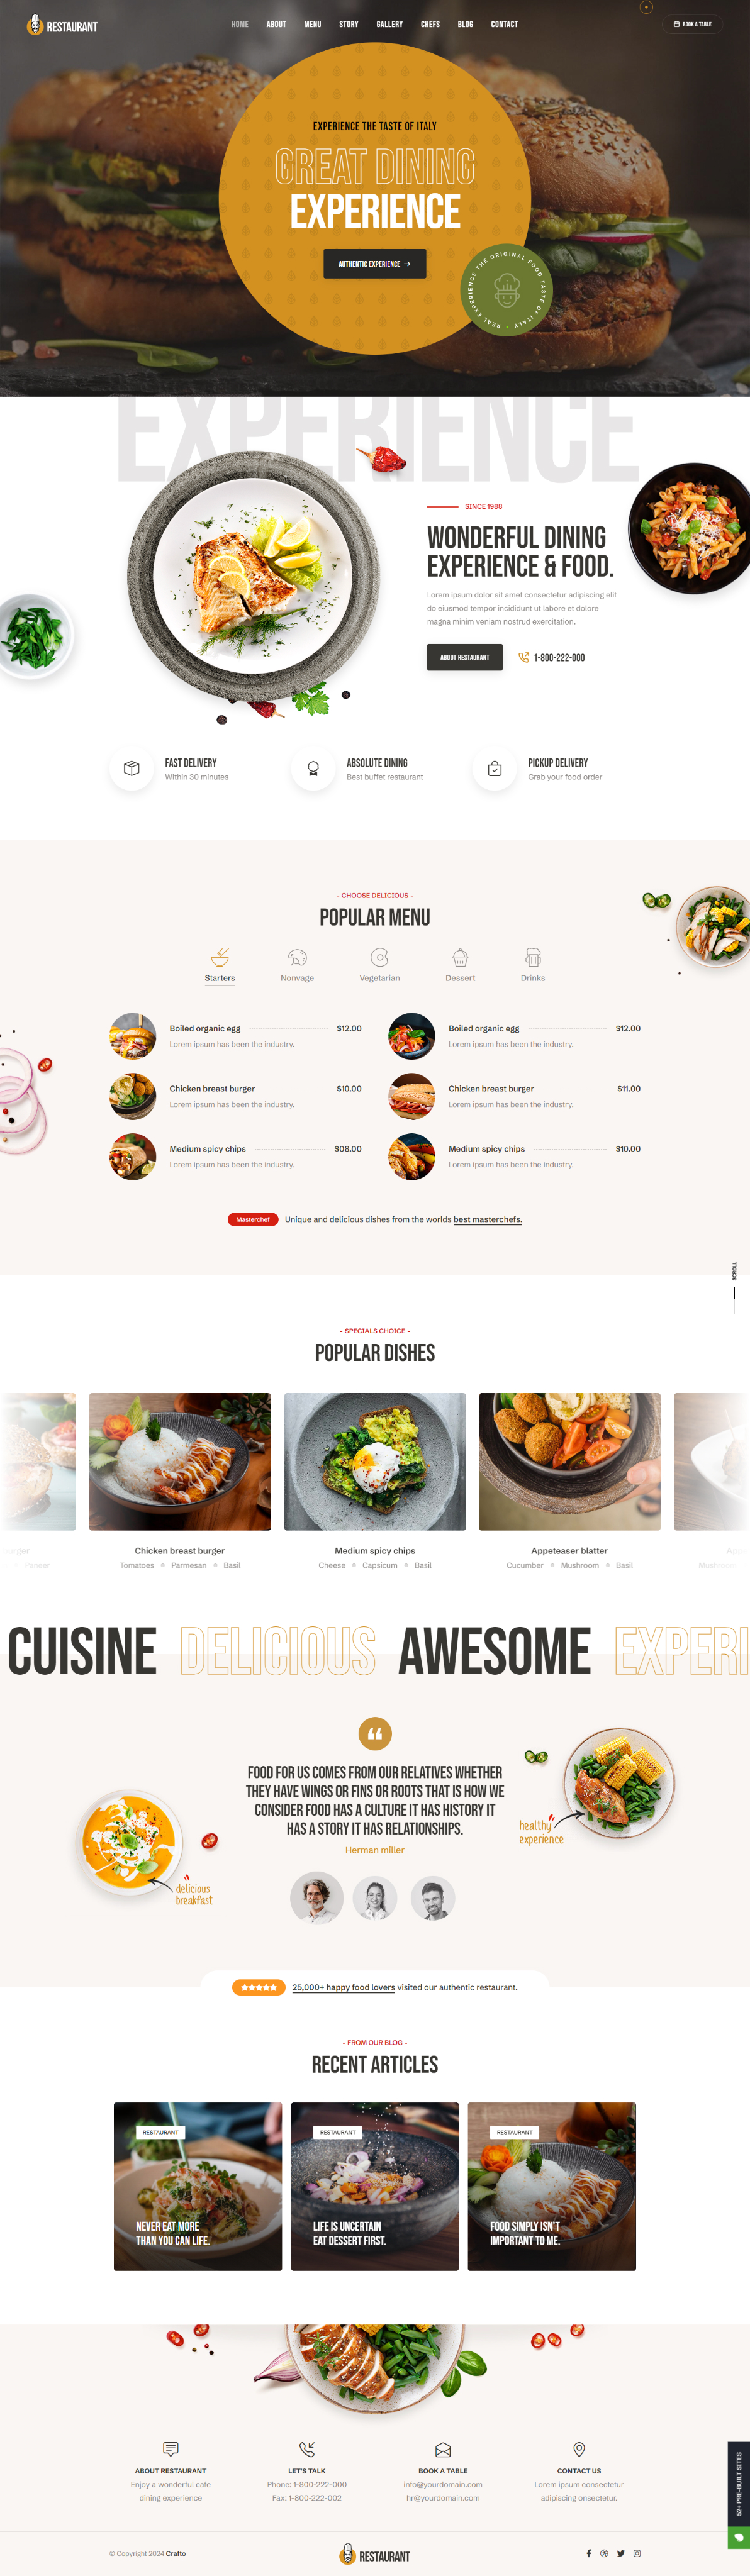 RESTAURANT
HOME ABOUT MENU STORY GALLERY CHEFS BLOG CONTACT
BOOK A TABLE
EXPERIENCE THE TASTE OF ITALY
GREAT DINING
EXPERIENCE
AUTHENTIC EXPERIENCE
REAL EXPERIENCE THE ORIGINAL FOOD TASTE OF ITALY
EXPERIENCE
SINCE 1988
WONDERFUL DINING
EXPERIENCE & FOOD.
Lorem ipsum dolor sit amet consectetur adipiscing elit
do eiusmod tempor incididunt ut labore et dolore
magna minim veniam nostrud exercitation.
ABOUT RESTAURANT
1-800-222-000
FAST DELIVERY
Within 30 minutes
ABSOLUTE DINING
Best buffet restaurant
PICKUP DELIVERY
Grab your food order
- CHOOSE DELICIOUS -
POPULAR MENU
Starters Nonvage Vegetarian Dessert Drinks
Boiled organic egg $12.00
Lorem ipsum has been the industry.
Boiled organic egg $12.00
Lorem ipsum has been the industry.
Chicken breast burger $10.00
Lorem ipsum has been the industry.
Chicken breast burger $11.00
Lorem ipsum has been the industry.
Medium spicy chips $08.00
Lorem ipsum has been the industry.
Medium spicy chips $10.00
Lorem ipsum has been the industry.
Masterchef Unique and delicious dishes from the worlds best masterchefs.
SCROLL
- SPECIALS CHOICE -
POPULAR DISHES
Chicken breast burger
Tomatoes Parmesan Basil
Medium spicy chips
Cheese Capsicum Basil
Appeteaser blatter
Cucumber Mushroom Basil
CUISINE DELICIOUS AWESOME EXPERI
FOOD FOR US COMES FROM OUR RELATIVES WHETHER
THEY HAVE WINGS OR FINS OR ROOTS THAT IS HOW WE
CONSIDER FOOD HAS A CULTURE IT HAS HISTORY IT
HAS A STORY IT HAS RELATIONSHIPS.
Herman miller
healthy
experience
delicious
breakfast
25,000+ happy food lovers visited our authentic restaurant.
- FROM OUR BLOG -
RECENT ARTICLES
RESTAURANT
NEVER EAT MORE
THAN YOU CAN LIFE.
RESTAURANT
LIFE IS UNCERTAIN
EAT DESSERT FIRST.
RESTAURANT
FOOD SIMPLY ISN'T
IMPORTANT TO ME.
ABOUT RESTAURANT
Enjoy a wonderful cafe
dining experience
LET'S TALK
Phone: 1-800-222-000
Fax: 1-800-222-002
BOOK A TABLE
info@yourdomain.com
hr@yourdomain.com
CONTACT US
Lorem ipsum consectetur
adipiscing onsectetur.
52+ PRE-BUILT SITES
© Copyright 2024 Crafto
RESTAURANT